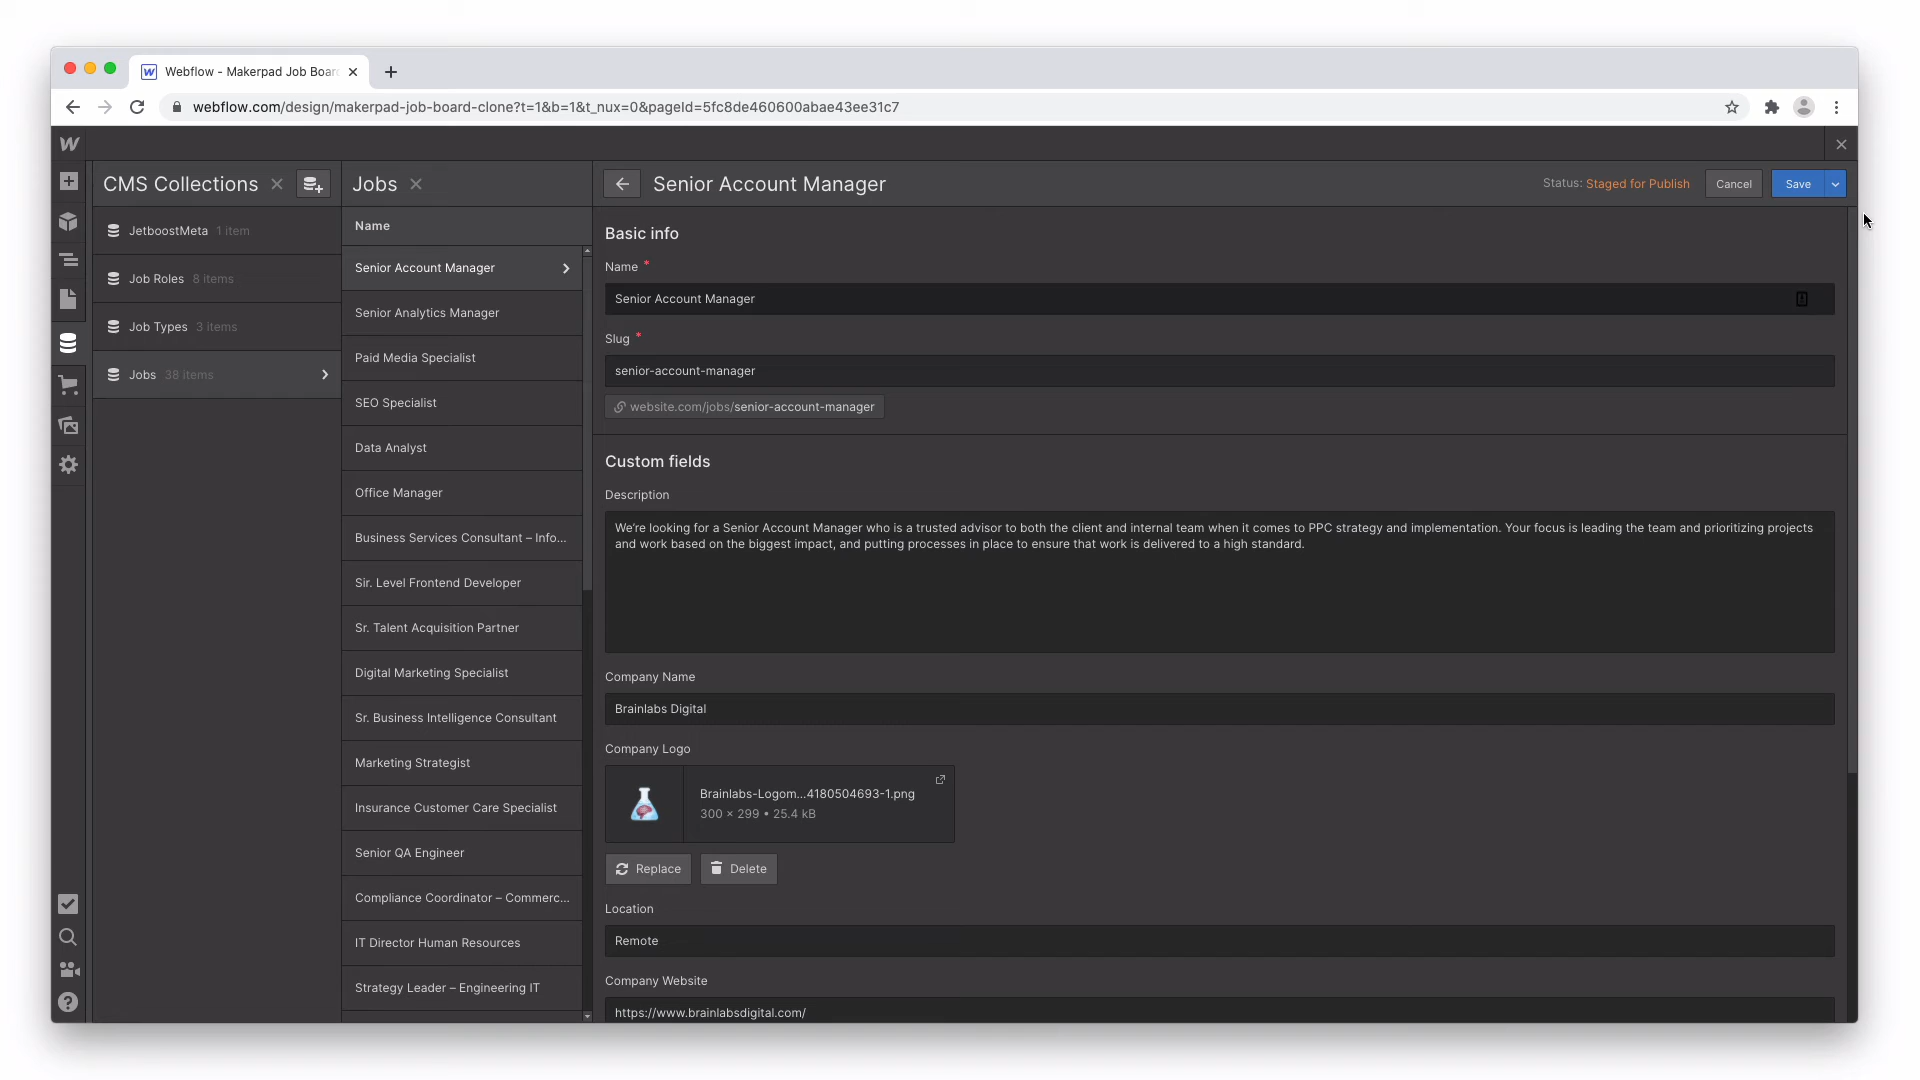 Webflow - Makerpad Job Boar
webflow.com/design/makerpad-job-board-clone?t=1&b=1&t_nux=0&pageId=5fc8de460600abae43ee31c7
CMS Collections
JetboostMeta 1 item
Job Roles 8 items
Job Types 3 items
Jobs 38 items
Jobs
Name
Senior Account Manager
Senior Analytics Manager
Paid Media Specialist
SEO Specialist
Data Analyst
Office Manager
Business Services Consultant – Info...
Sir. Level Frontend Developer
Sr. Talent Acquisition Partner
Digital Marketing Specialist
Sr. Business Intelligence Consultant
Marketing Strategist
Insurance Customer Care Specialist
Senior QA Engineer
Compliance Coordinator – Commerc...
IT Director Human Resources
Strategy Leader – Engineering IT
Senior Account Manager
Status: Staged for Publish
Cancel
Save
Basic info
Name *
Senior Account Manager
Slug *
senior-account-manager
website.com/jobs/senior-account-manager
Custom fields
Description
We're looking for a Senior Account Manager who is a trusted advisor to both the client and internal team when it comes to PPC strategy and implementation. Your focus is leading the team and prioritizing projects
and work based on the biggest impact, and putting processes in place to ensure that work is delivered to a high standard.
Company Name
Brainlabs Digital
Company Logo
Brainlabs-Logom...4180504693-1.png
300 × 299 • 25.4 kB
Replace
Delete
Location
Remote
Company Website
https://www.brainlabsdigital.com/